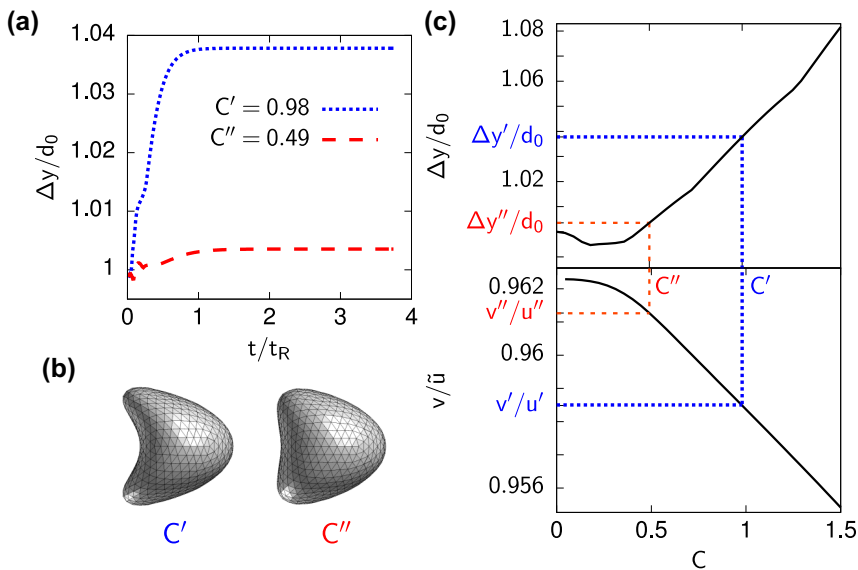 (a)
1.04
1.03
1.02
1.01
1
Δy/d₀
C′ = 0.98
C″ = 0.49
0
1
2
3
4
t/t_R
(b)
C′
C″
(c)
1.08
1.06
Δy′/d₀
1.02
Δy″/d₀
Δy/d₀
C″
C′
0.962
v″/u″
0.96
v′/u′
0.956
v/ũ
0
0.5
1
1.5
C